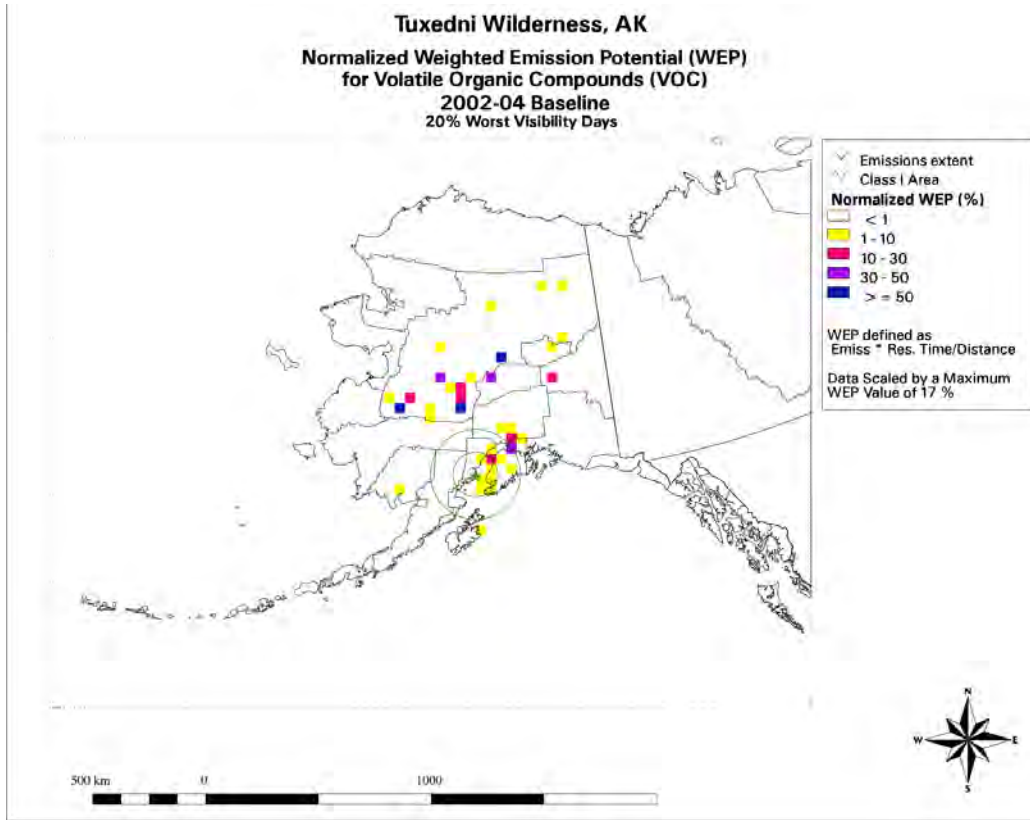 Tuxedni Wilderness, AK
Normalized Weighted Emission Potential (WEP)
for Volatile Organic Compounds (VOC)
2002-04 Baseline
20% Worst Visibility Days
Emissions extent
Class I Area
Normalized WEP (%)
< 1
1 - 10
10 - 30
30 - 50
> = 50
WEP defined as
Emiss * Res. Time/Distance
Data Scaled by a Maximum
WEP Value of 17 %
N
W E
S
500 km 0 1000